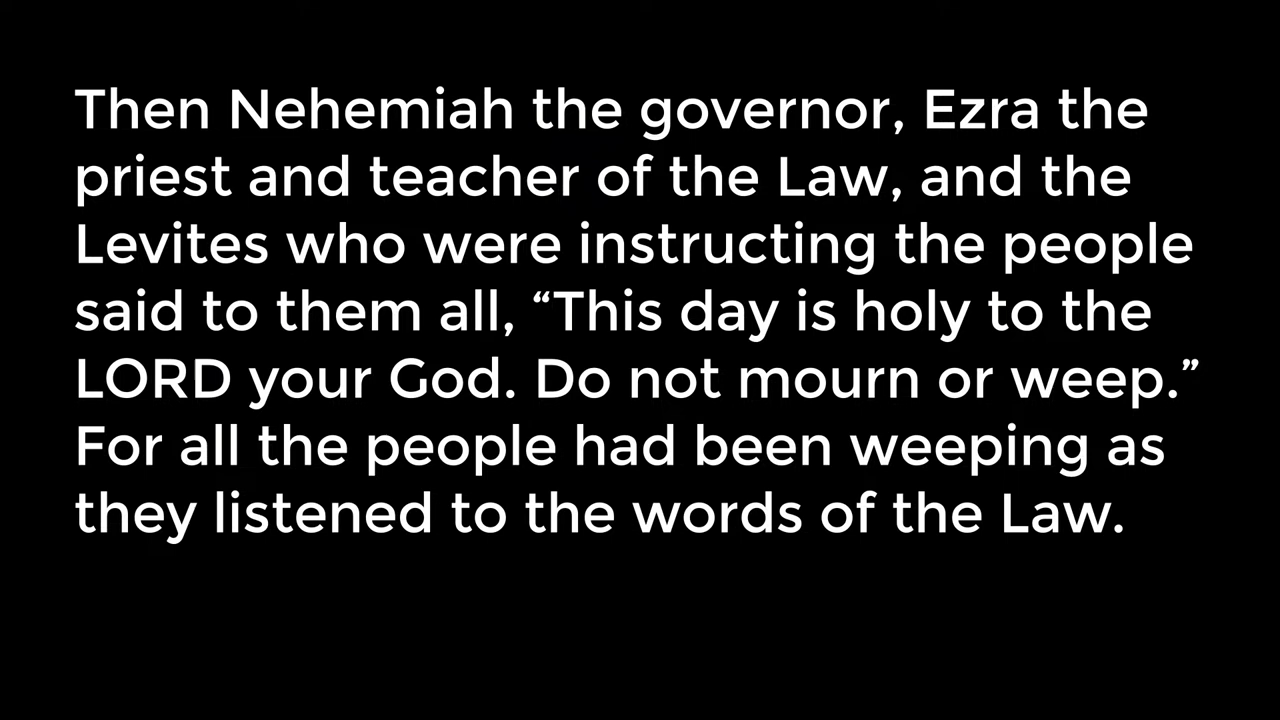 Then Nehemiah the governor, Ezra the
priest and teacher of the Law, and the
Levites who were instructing the people
said to them all, “This day is holy to the
LORD your God. Do not mourn or weep.”
For all the people had been weeping as
they listened to the words of the Law.